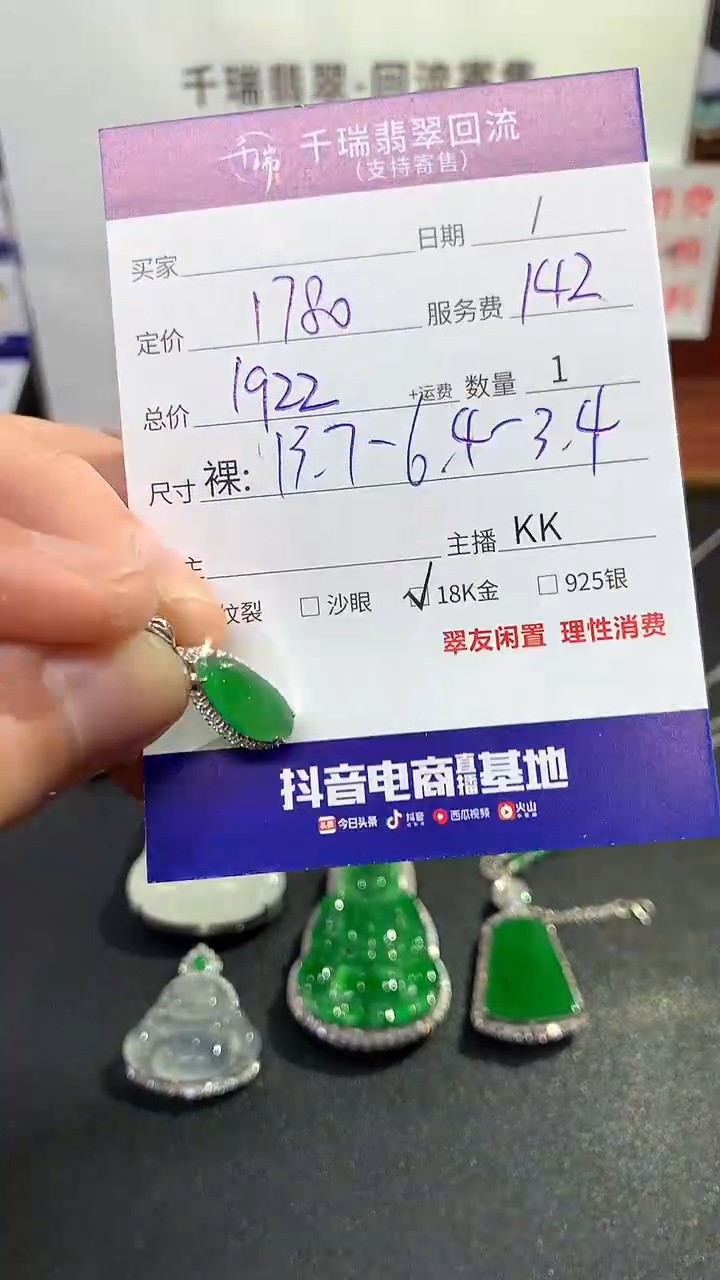 千瑞翡翠·回流寄售
千瑞 千瑞翡翠回流
(支持寄售)
买家 日期 /
定价 1780 服务费 142
总价 1922 +运费 数量 1
尺寸 裸: 13.7-6.4-3.4
主播 KK
纹裂 沙眼 ✓ 18K金 925银
翠友闲置 理性消费
抖音电商直播基地
头条 今日头条 抖音 西瓜视频 火山